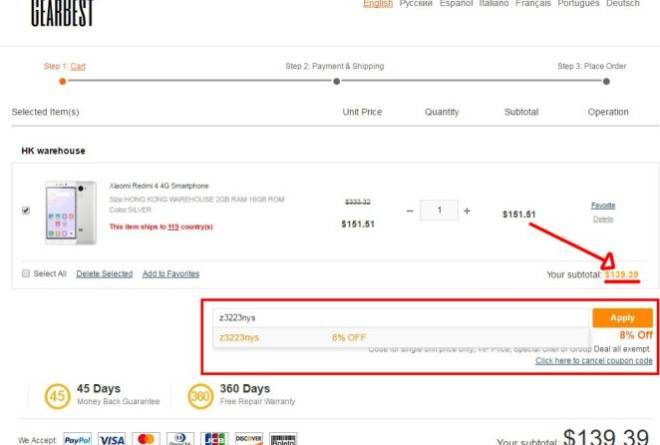 GEARBEST
English Русский Español Italiano Français Português Deutsch
Step 1: Cart Step 2: Payment & Shipping Step 3: Place Order
Selected Item(s) Unit Price Quantity Subtotal Operation
HK warehouse
Xiaomi Redmi 4 4G Smartphone
Size:HONG KONG WAREHOUSE 2GB RAM 16GB ROM
Color:SILVER
This item ships to 119 country(s)
$333.32
$151.51
− 1 +
$151.51
Favorite
Delete
Select All Delete Selected Add to Favorites Your subtotal: $139.39
z3223nys Apply
z3223nys 8% OFF 8% Off
Code for single unit price only, VIP Price, Special Offer or Group Deal all exempt.
Click here to cancel coupon code
45 45 Days
Money Back Guarantee
360 360 Days
Free Repair Warranty
We Accept: PayPal VISA MasterCard JCB DISCOVER Boleto
Your subtotal: $139.39